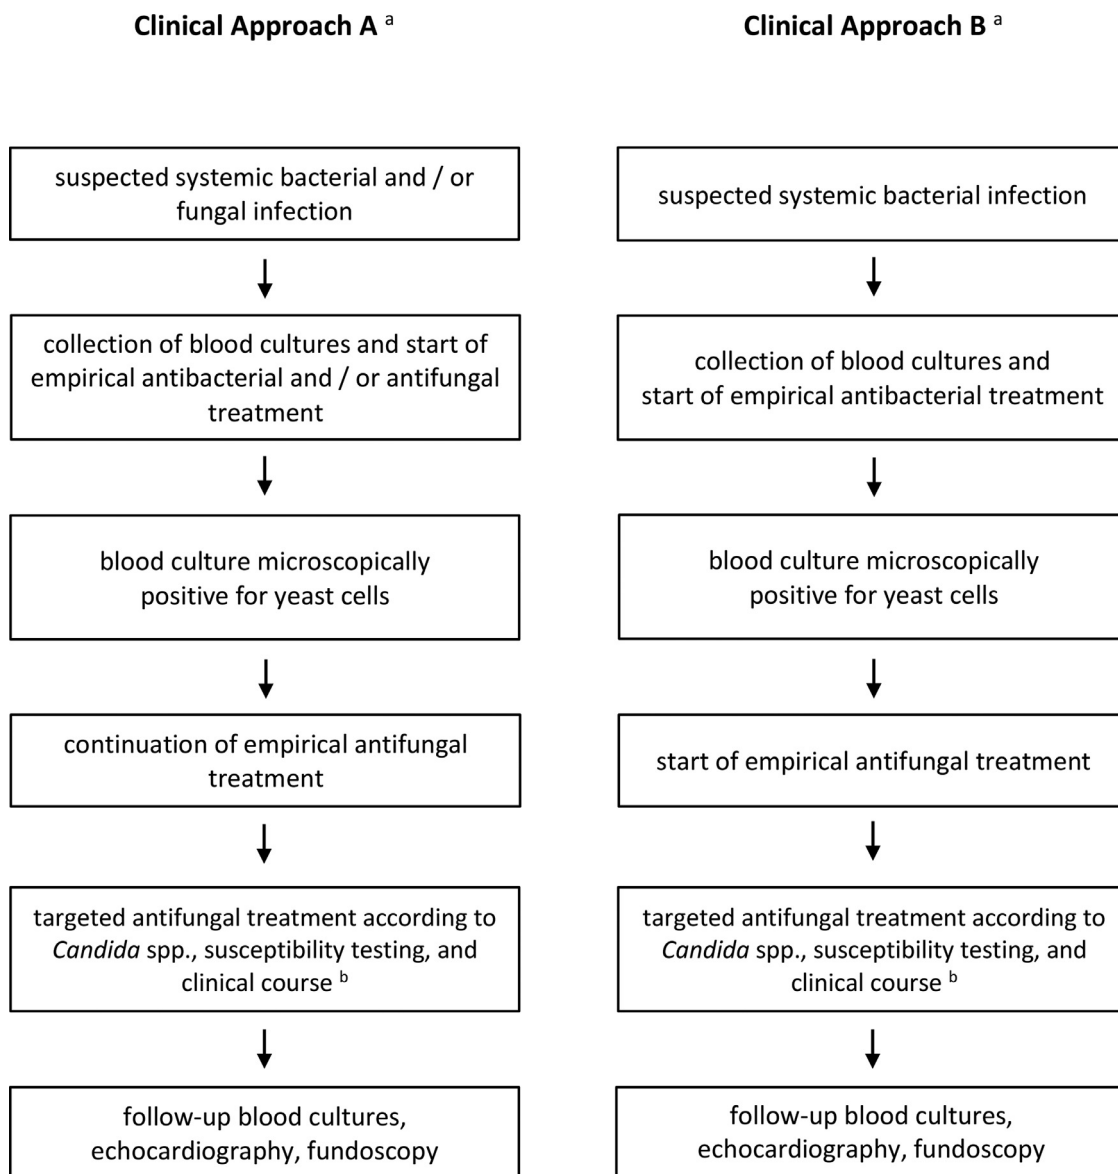 Clinical Approach A a
suspected systemic bacterial and / or
fungal infection
collection of blood cultures and start of
empirical antibacterial and / or antifungal
treatment
blood culture microscopically
positive for yeast cells
continuation of empirical antifungal
treatment
targeted antifungal treatment according to
Candida spp., susceptibility testing, and
clinical course b
follow-up blood cultures,
echocardiography, fundoscopy
Clinical Approach B a
suspected systemic bacterial infection
collection of blood cultures and
start of empirical antibacterial treatment
blood culture microscopically
positive for yeast cells
start of empirical antifungal treatment
targeted antifungal treatment according to
Candida spp., susceptibility testing, and
clinical course b
follow-up blood cultures,
echocardiography, fundoscopy